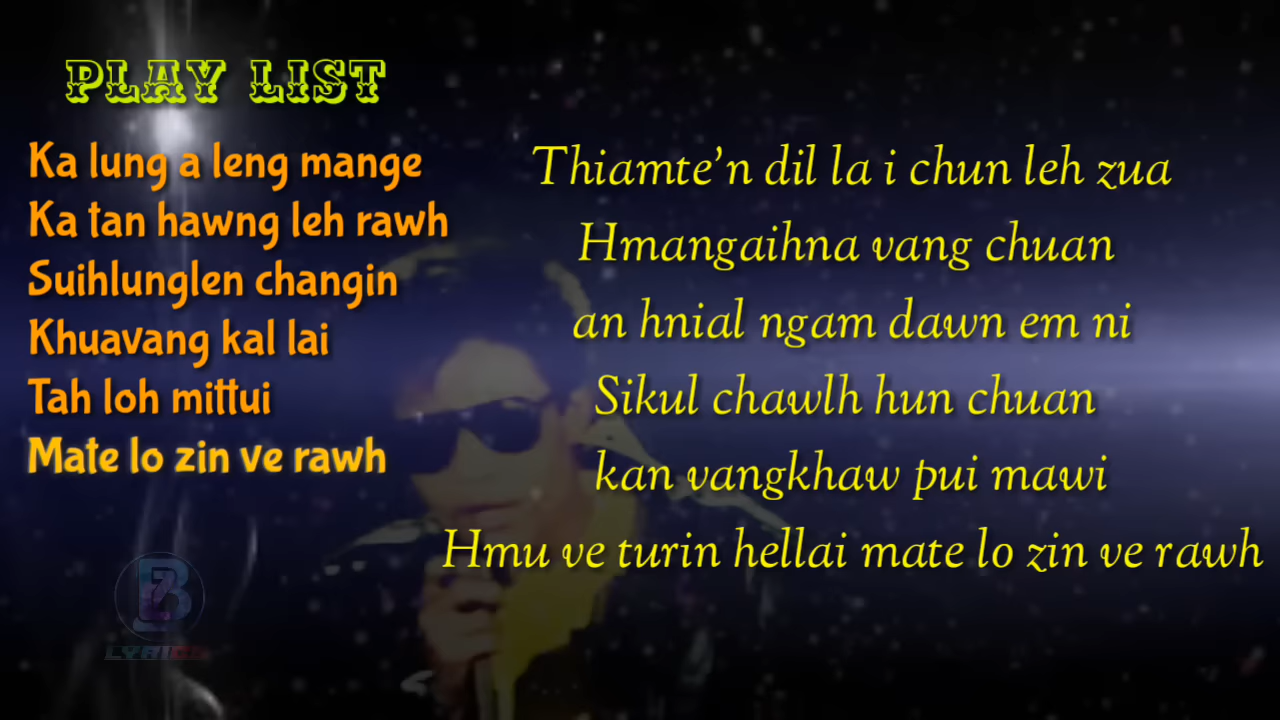 PLAY LIST
Ka lung a leng mange
Ka tan hawng leh rawh
Suihlunglen changin
Khuavang kal lai
Tah loh mittui
Mate lo zin ve rawh
Thiamte'n dil la i chun leh zua
Hmangaihna vang chuan
an hnial ngam dawn em ni
Sikul chawlh hun chuan
kan vangkhaw pui mawi
Hmu ve turin hellai mate lo zin ve rawh
BZ
LYRICS